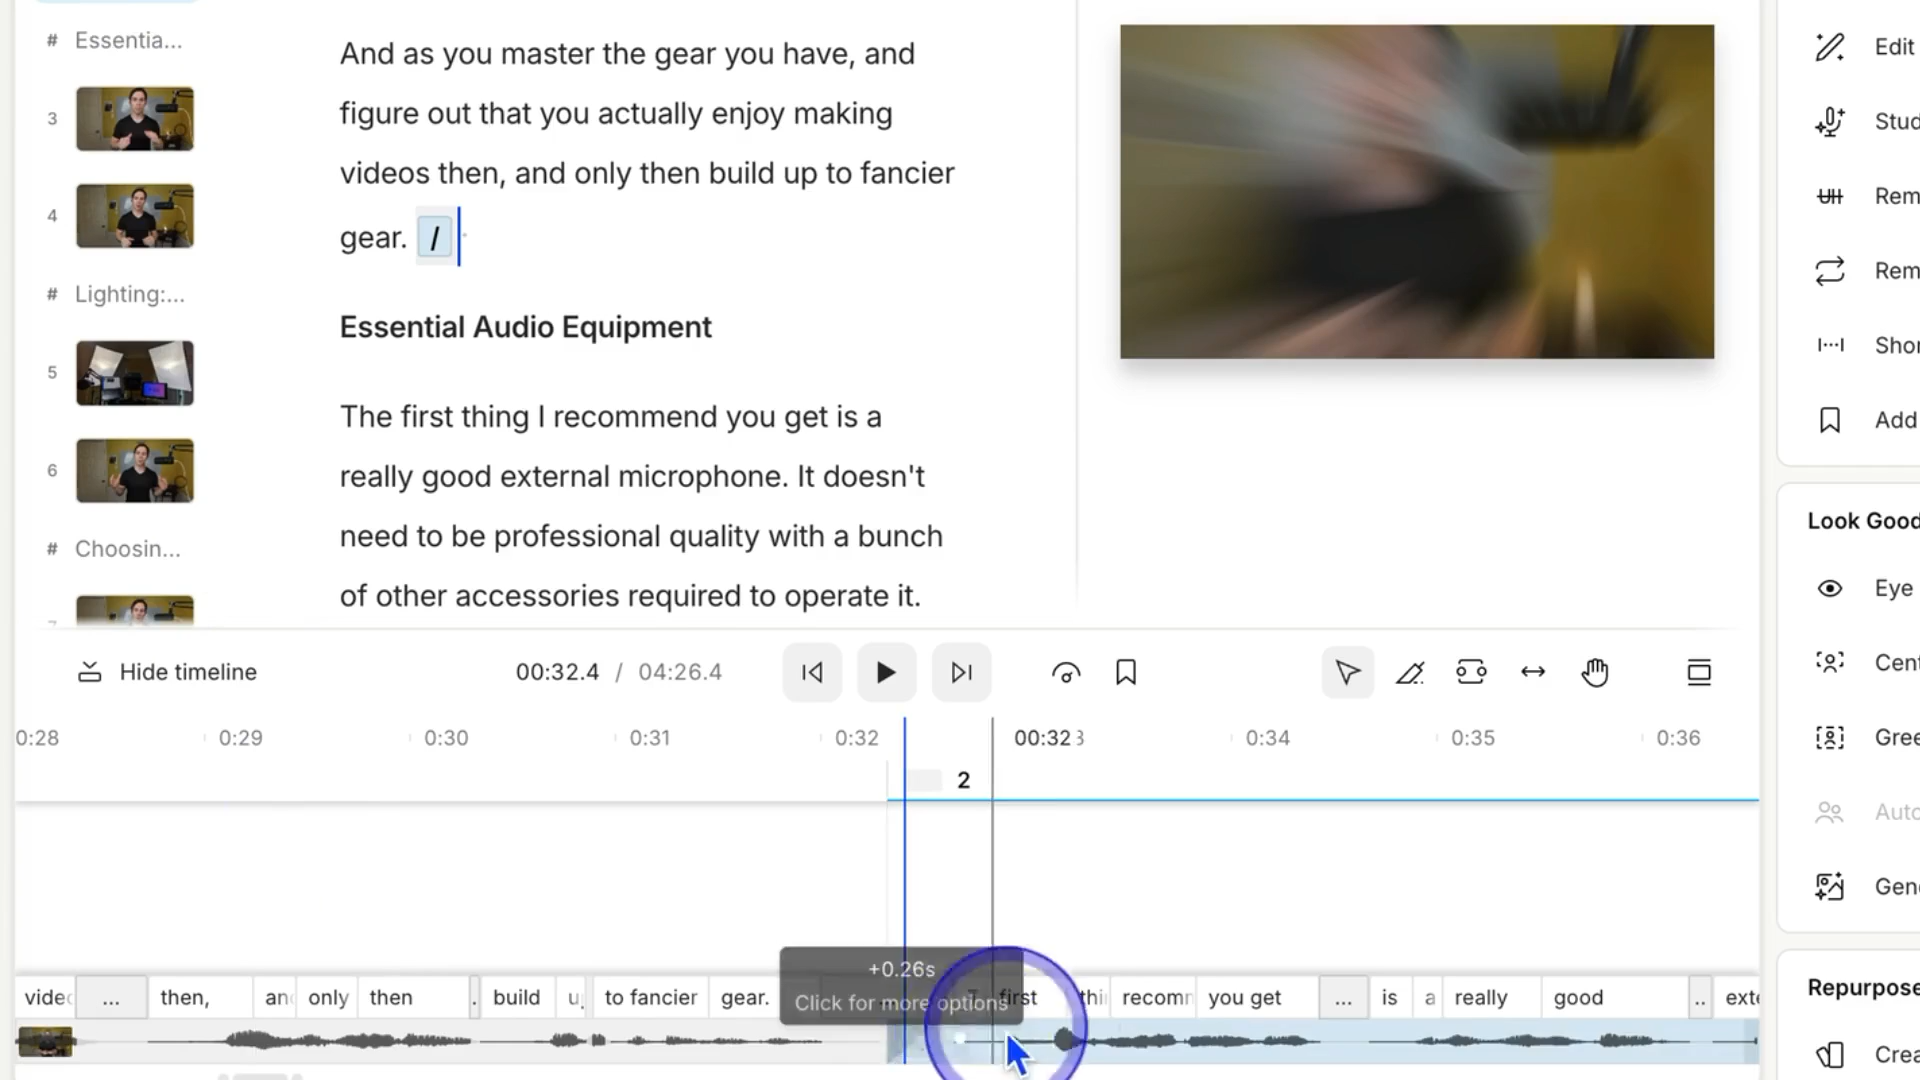 # Essentia...
3
4
# Lighting:...
5
6
# Choosin...
And as you master the gear you have, and
figure out that you actually enjoy making
videos then, and only then build up to fancier
gear. /
Essential Audio Equipment
The first thing I recommend you get is a
really good external microphone. It doesn't
need to be professional quality with a bunch
of other accessories required to operate it.
Edit
Stud
Rem
Rem
Shor
Add
Look Good
Eye
Cent
Gree
Auto
Gene
Repurpose
Crea
Hide timeline
00:32.4 / 04:26.4
0:28 0:29 0:30 0:31 0:32 00:32 0:34 0:35 0:36
2
+0.26s
Click for more options
... then, only then . build to fancier gear. first recomm you get ... is a really good .. exte